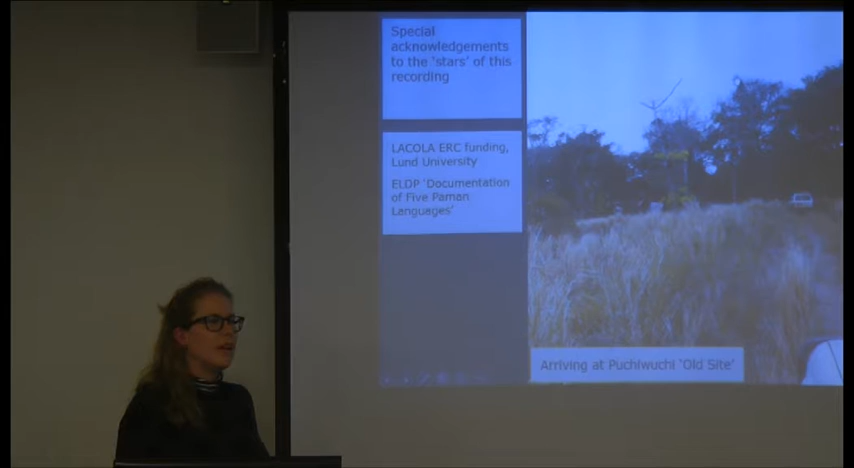 Special
acknowledgements
to the 'stars' of this
recording
LACOLA ERC funding,
Lund University
ELDP 'Documentation
of Five Paman
Languages'
Arriving at Puchiwuchi 'Old Site'